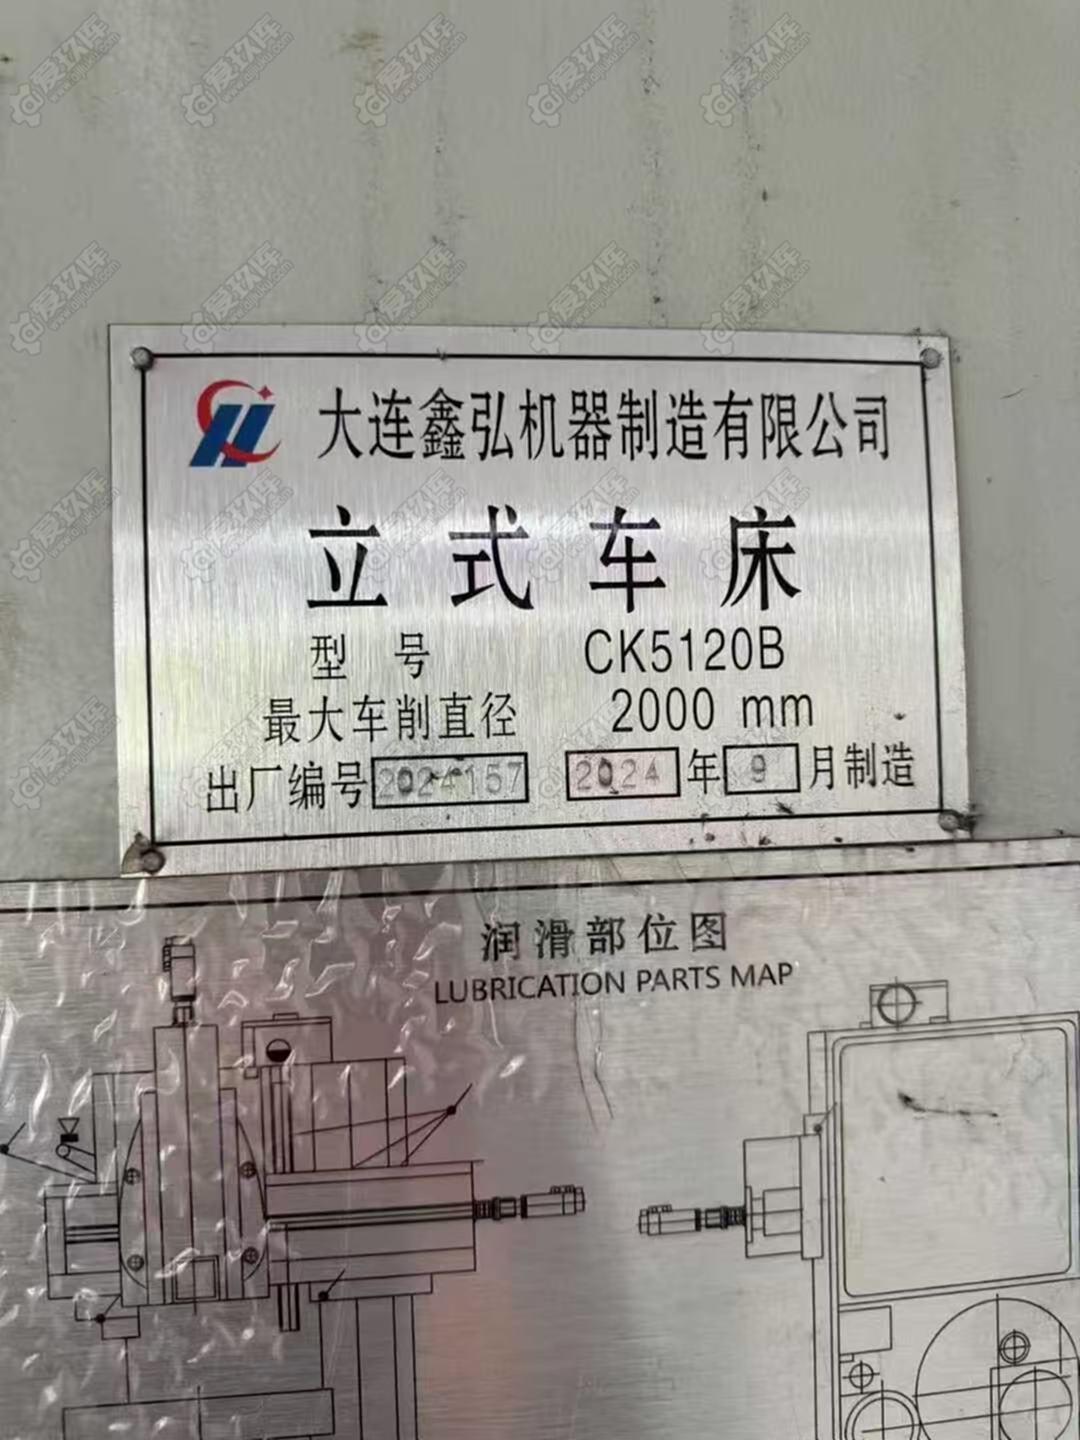 大连鑫弘机器制造有限公司
立式车床
型 号 CK5120B
最大车削直径 2000 mm
出厂编号 2024157 2024 年 9 月制造
润滑部位图
LUBRICATION PARTS MAP